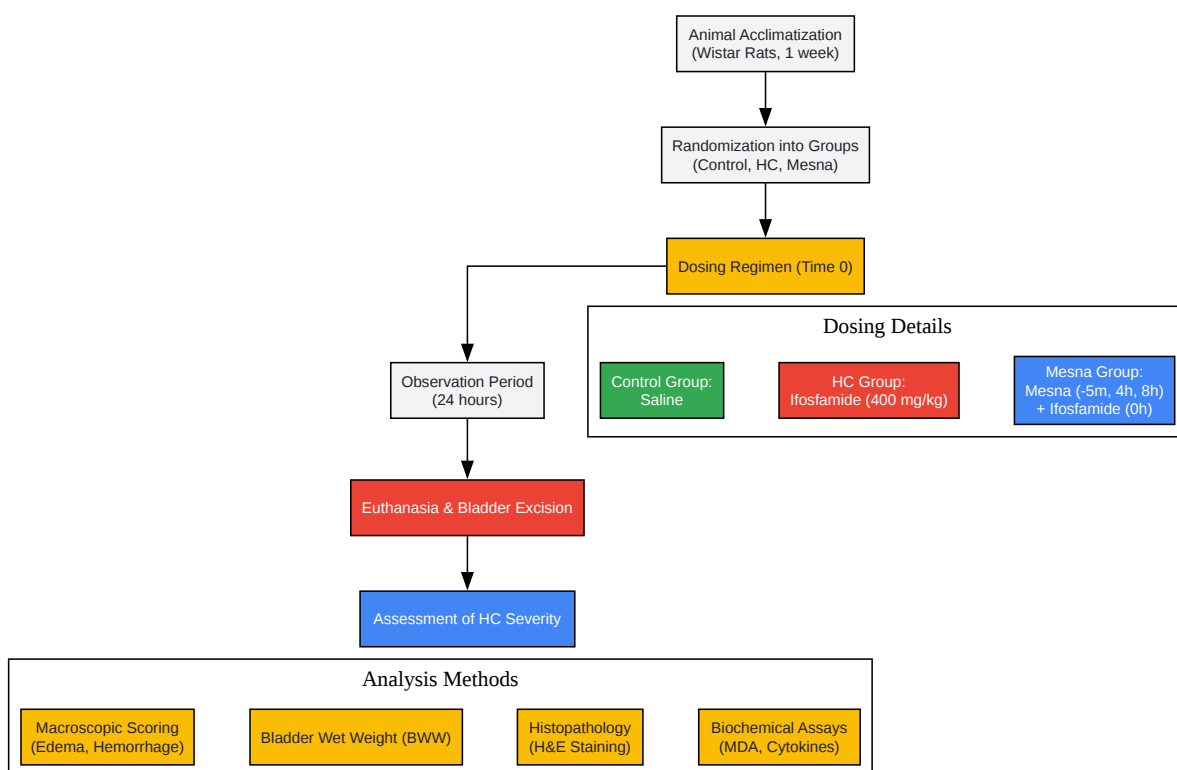 Animal Acclimatization
(Wistar Rats, 1 week)
Randomization into Groups
(Control, HC, Mesna)
Dosing Regimen (Time 0)
Dosing Details
Control Group:
Saline
HC Group:
Ifosfamide (400 mg/kg)
Mesna Group:
Mesna (-5m, 4h, 8h)
+ Ifosfamide (0h)
Observation Period
(24 hours)
Euthanasia & Bladder Excision
Assessment of HC Severity
Analysis Methods
Macroscopic Scoring
(Edema, Hemorrhage)
Bladder Wet Weight (BWW)
Histopathology
(H&E Staining)
Biochemical Assays
(MDA, Cytokines)